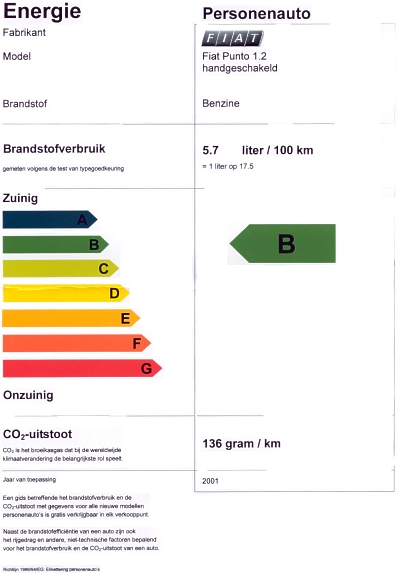 Energie
Personenauto
Fabrikant
FIAT
Model
Fiat Punto 1.2
handgeschakeld
Brandstof
Benzine
Brandstofverbruik
5.7 liter / 100 km
gemeten volgens de test van typegoedkeuring
= 1 liter op 17.5
Zuinig
A
B
B
C
D
E
F
G
Onzuinig
CO₂-uitstoot
136 gram / km
CO₂ is het broeikasgas dat bij de wereldwijde
klimaatverandering de belangrijkste rol speelt.
Jaar van toepassing
2001
Een gids betreffende het brandstofverbruik en de
CO₂-uitstoot met gegevens voor alle nieuwe modellen
personenauto's is gratis verkrijgbaar in elk verkooppunt.
Naast de brandstofefficiëntie van een auto zijn ook
het rijgedrag en andere, niet-technische factoren bepalend
voor het brandstofverbruik en de CO₂-uitstoot van een auto.
Richtlijn 1999/94/EG: Etikettering personenauto's